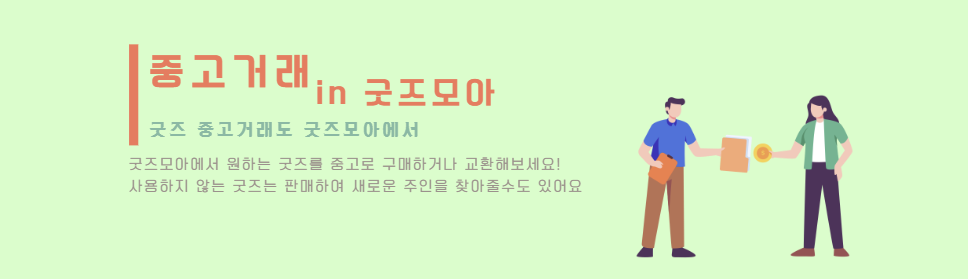 중고거래in 굿즈모아
굿즈 중고거래도 굿즈모아에서
굿즈모아에서 원하는 굿즈를 중고로 구매하거나 교환해보세요!
사용하지 않는 굿즈는 판매하여 새로운 주인을 찾아줄수도 있어요